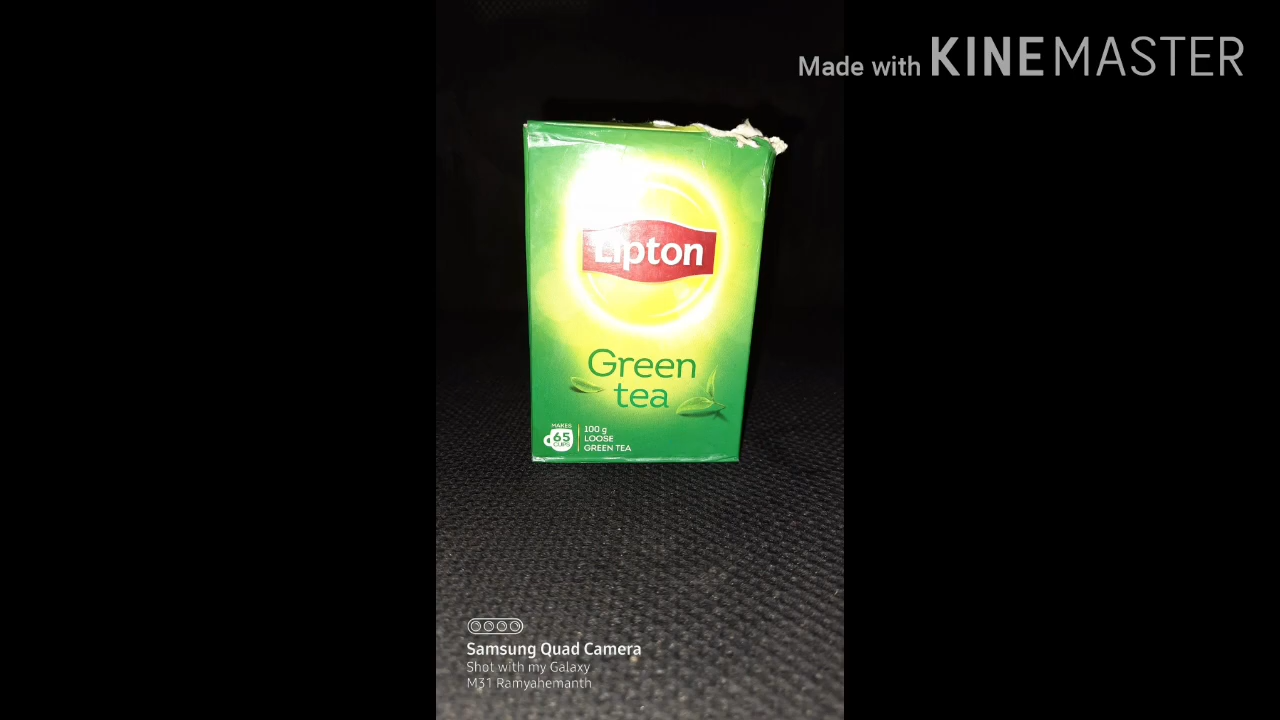 Made with KINEMASTER
Lipton
Green
tea
MAKES
65
CUPS
100 g
LOOSE
GREEN TEA
Samsung Quad Camera
Shot with my Galaxy
M31 Ramyahemanth